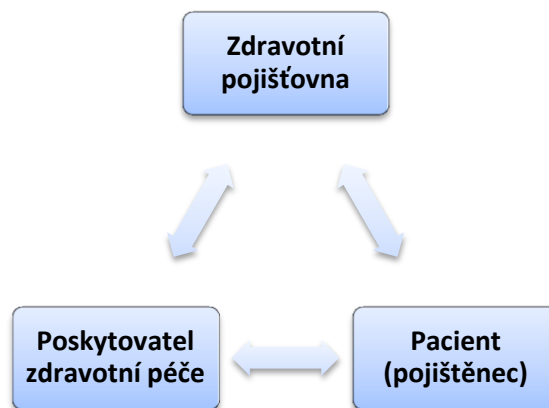 Zdravotní
pojišťovna
Poskytovatel
zdravotní péče
Pacient
(pojištěnec)